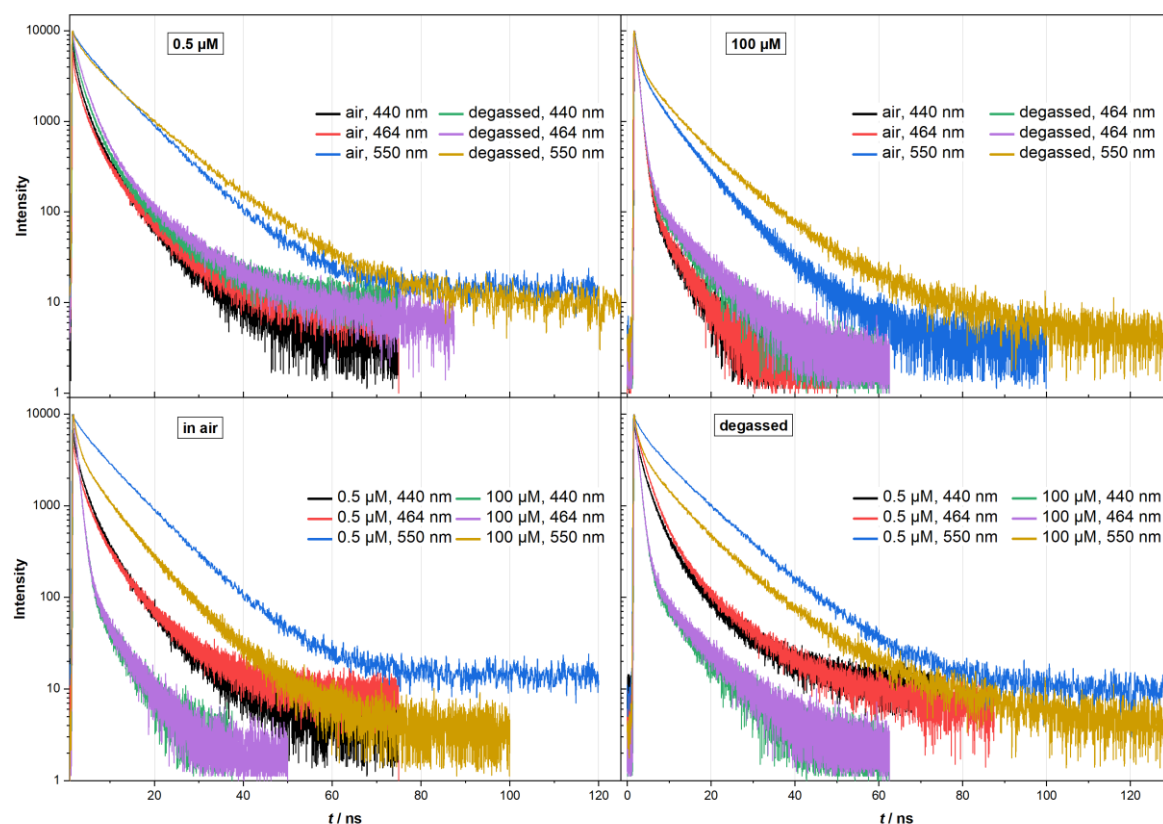 0.5 µM
10000
1000
100
10
1
Intensity
air, 440 nm degassed, 440 nm
air, 464 nm degassed, 464 nm
air, 550 nm degassed, 550 nm
100 µM
air, 440 nm degassed, 464 nm
air, 464 nm degassed, 464 nm
air, 550 nm degassed, 550 nm
in air
10000
1000
100
10
1
Intensity
0.5 µM, 440 nm 100 µM, 440 nm
0.5 µM, 464 nm 100 µM, 464 nm
0.5 µM, 550 nm 100 µM, 550 nm
20 40 60 80 100 120
t / ns
degassed
0.5 µM, 440 nm 100 µM, 440 nm
0.5 µM, 464 nm 100 µM, 464 nm
0.5 µM, 550 nm 100 µM, 550 nm
0 20 40 60 80 100 120
t / ns